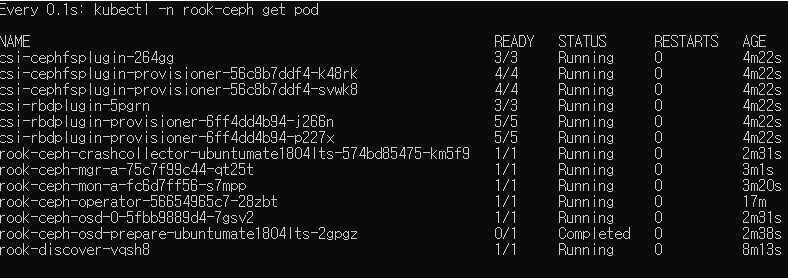 Every 0.1s: kubectl -n rook-ceph get pod
NAME READY STATUS RESTARTS AGE
csi-cephfsplugin-264gg 3/3 Running 0 4m22s
csi-cephfsplugin-provisioner-56c8b7ddf4-k48rk 4/4 Running 0 4m22s
csi-cephfsplugin-provisioner-56c8b7ddf4-svwk8 4/4 Running 0 4m22s
csi-rbdplugin-5pgrn 3/3 Running 0 4m22s
csi-rbdplugin-provisioner-6ff4dd4b94-j266n 5/5 Running 0 4m22s
csi-rbdplugin-provisioner-6ff4dd4b94-p227x 5/5 Running 0 4m22s
rook-ceph-crashcollector-ubuntumate1804lts-574bd85475-km5f9 1/1 Running 0 2m31s
rook-ceph-mgr-a-75c7f99c44-qt25t 1/1 Running 0 3m1s
rook-ceph-mon-a-fc6d7ff56-s7mpp 1/1 Running 0 3m20s
rook-ceph-operator-56654965c7-28zbt 1/1 Running 0 17m
rook-ceph-osd-0-5fbb9889d4-7gsv2 1/1 Running 0 2m31s
rook-ceph-osd-prepare-ubuntumate1804lts-2gpgz 0/1 Completed 0 2m38s
rook-discover-vqsh8 1/1 Running 0 8m13s